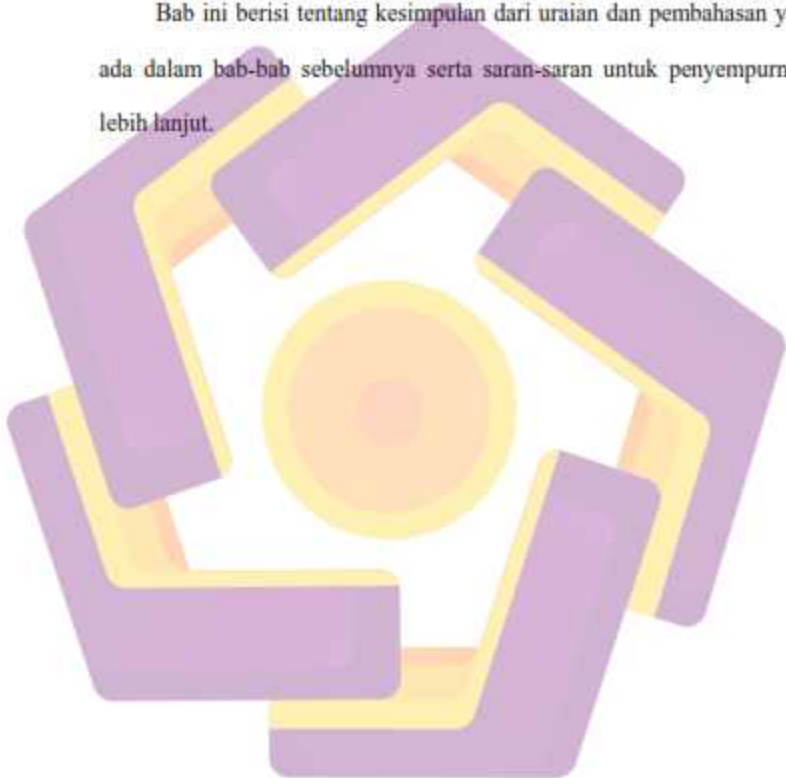 Bab ini berisi tentang kesimpulan dari uraian dan pembahasan y
ada dalam bab-bab sebelumnya serta saran-saran untuk penyempurn
lebih lanjut.